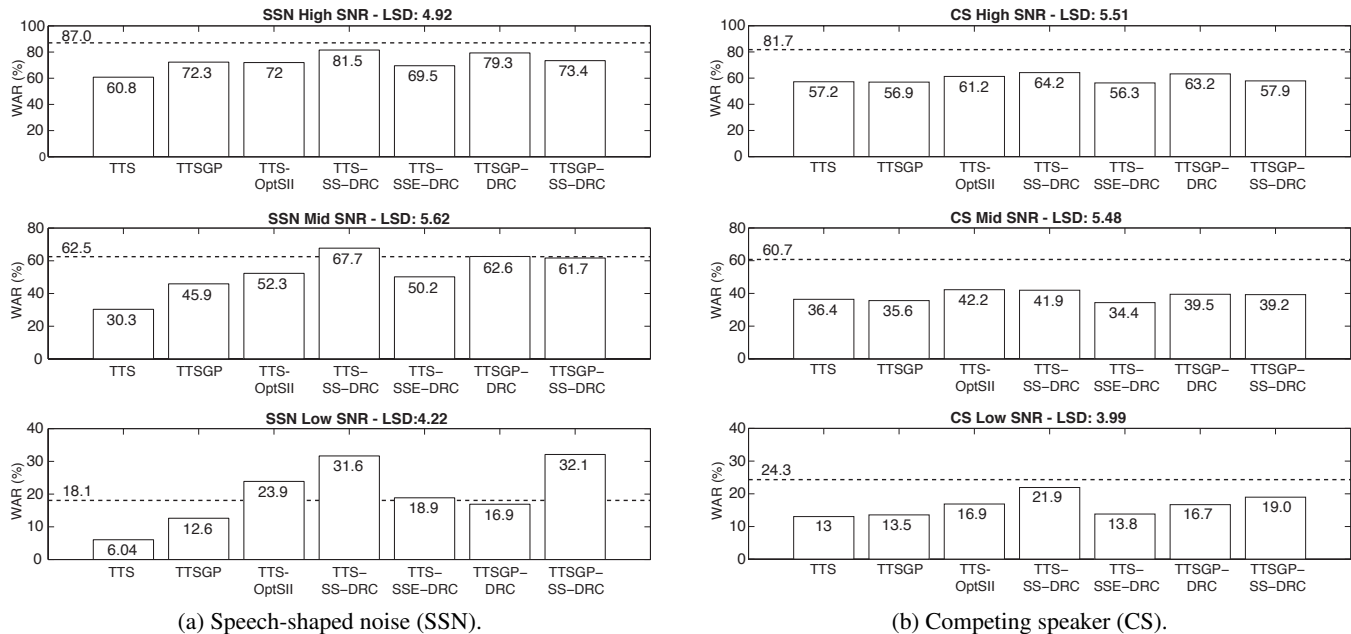 SSN High SNR - LSD: 4.92
WAR (%)
100
80
60
40
20
0
87.0
60.8
72.3
72
81.5
69.5
79.3
73.4
TTS
TTSGP
TTS-
OptSII
TTS–
SS–DRC
TTS–
SSE–DRC
TTSGP–
DRC
TTSGP–
SS–DRC
SSN Mid SNR - LSD: 5.62
WAR (%)
80
60
40
20
0
62.5
30.3
45.9
52.3
67.7
50.2
62.6
61.7
TTS
TTSGP
TTS-
OptSII
TTS–
SS–DRC
TTS–
SSE–DRC
TTSGP–
DRC
TTSGP–
SS–DRC
SSN Low SNR - LSD:4.22
WAR (%)
40
30
20
10
0
18.1
6.04
12.6
23.9
31.6
18.9
16.9
32.1
TTS
TTSGP
TTS-
OptSII
TTS–
SS–DRC
TTS–
SSE–DRC
TTSGP–
DRC
TTSGP–
SS–DRC
(a) Speech-shaped noise (SSN).
CS High SNR - LSD: 5.51
WAR (%)
100
80
60
40
20
0
81.7
57.2
56.9
61.2
64.2
56.3
63.2
57.9
TTS
TTSGP
TTS-
OptSII
TTS–
SS–DRC
TTS–
SSE–DRC
TTSGP–
DRC
TTSGP–
SS–DRC
CS Mid SNR - LSD: 5.48
WAR (%)
80
60
40
20
0
60.7
36.4
35.6
42.2
41.9
34.4
39.5
39.2
TTS
TTSGP
TTS-
OptSII
TTS–
SS–DRC
TTS–
SSE–DRC
TTSGP–
DRC
TTSGP–
SS–DRC
CS Low SNR - LSD: 3.99
WAR (%)
40
30
20
10
0
24.3
13
13.5
16.9
21.9
13.8
16.7
19.0
TTS
TTSGP
TTS-
OptSII
TTS–
SS–DRC
TTS–
SSE–DRC
TTSGP–
DRC
TTSGP–
SS–DRC
(b) Competing speaker (CS).